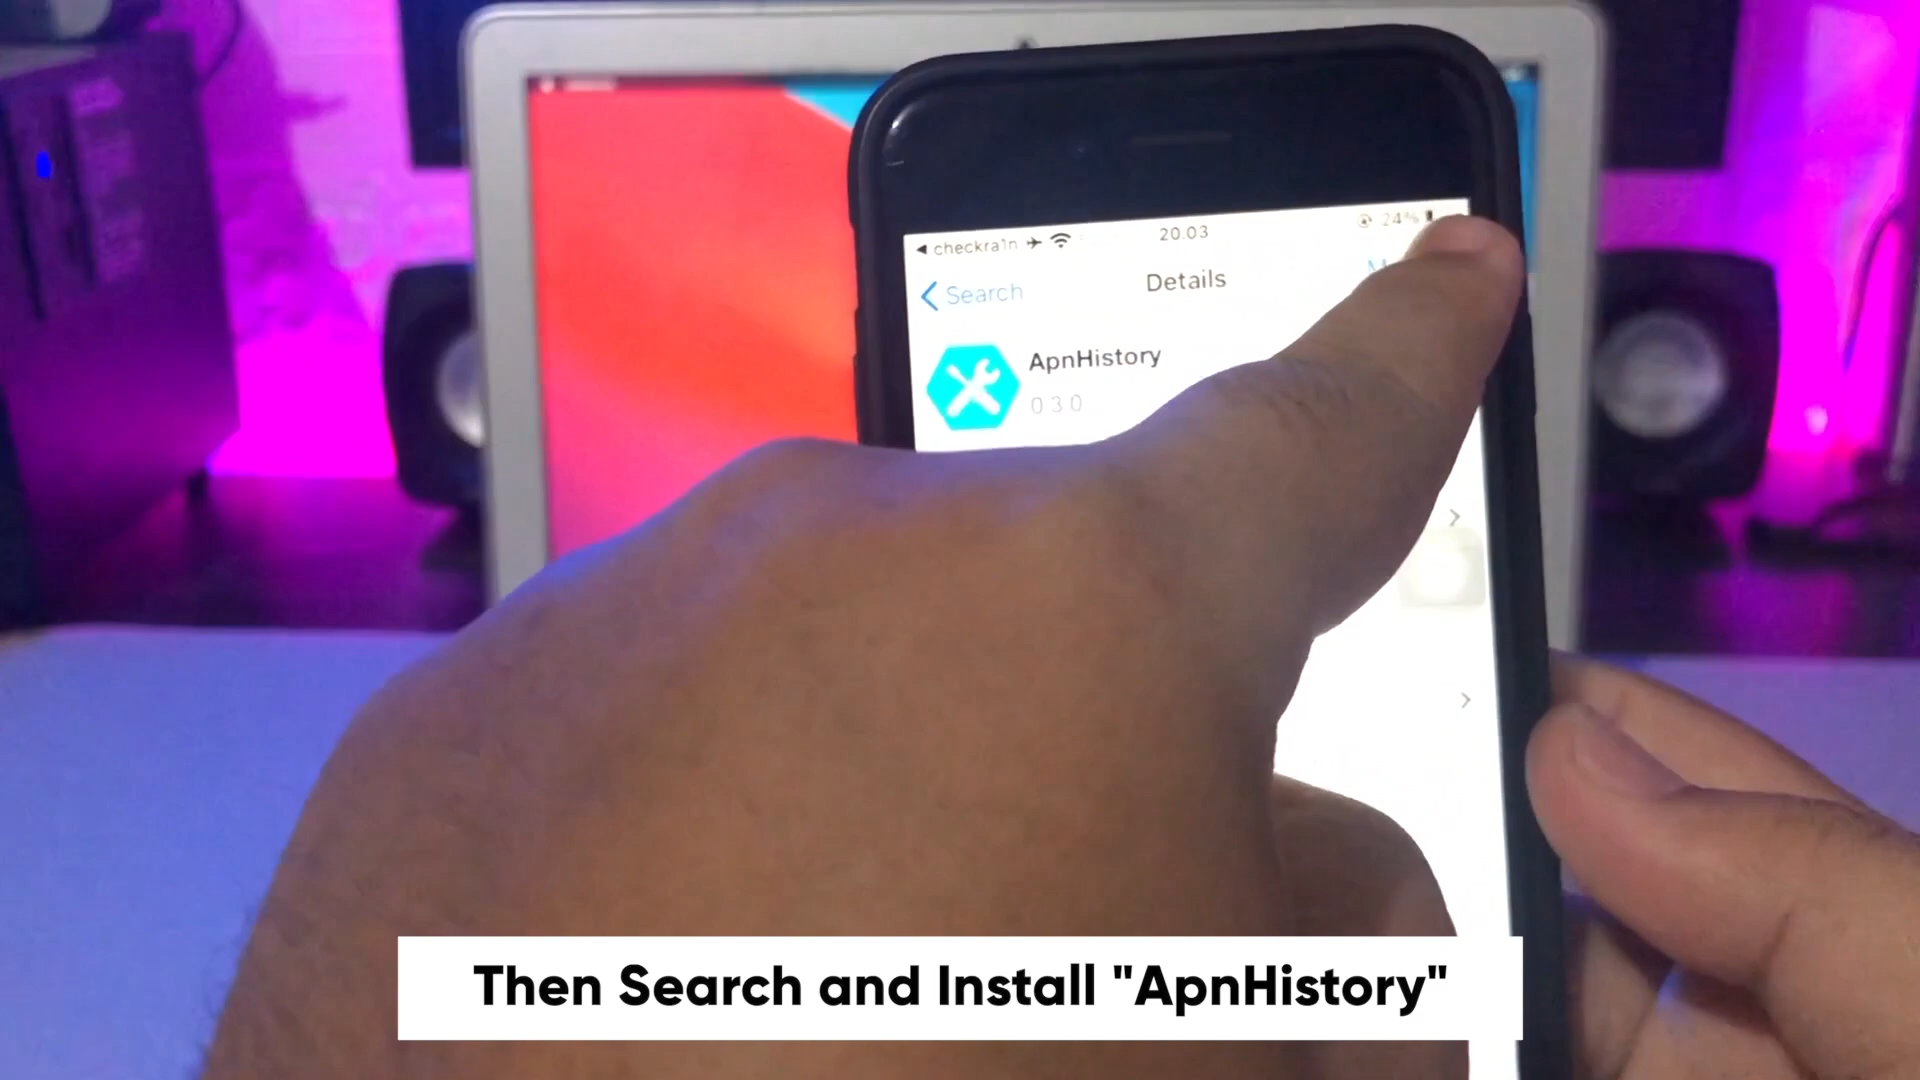 ◀ checkra1n
20.03
24%
Search
Details
ApnHistory
0.3.0
Then Search and Install "ApnHistory"